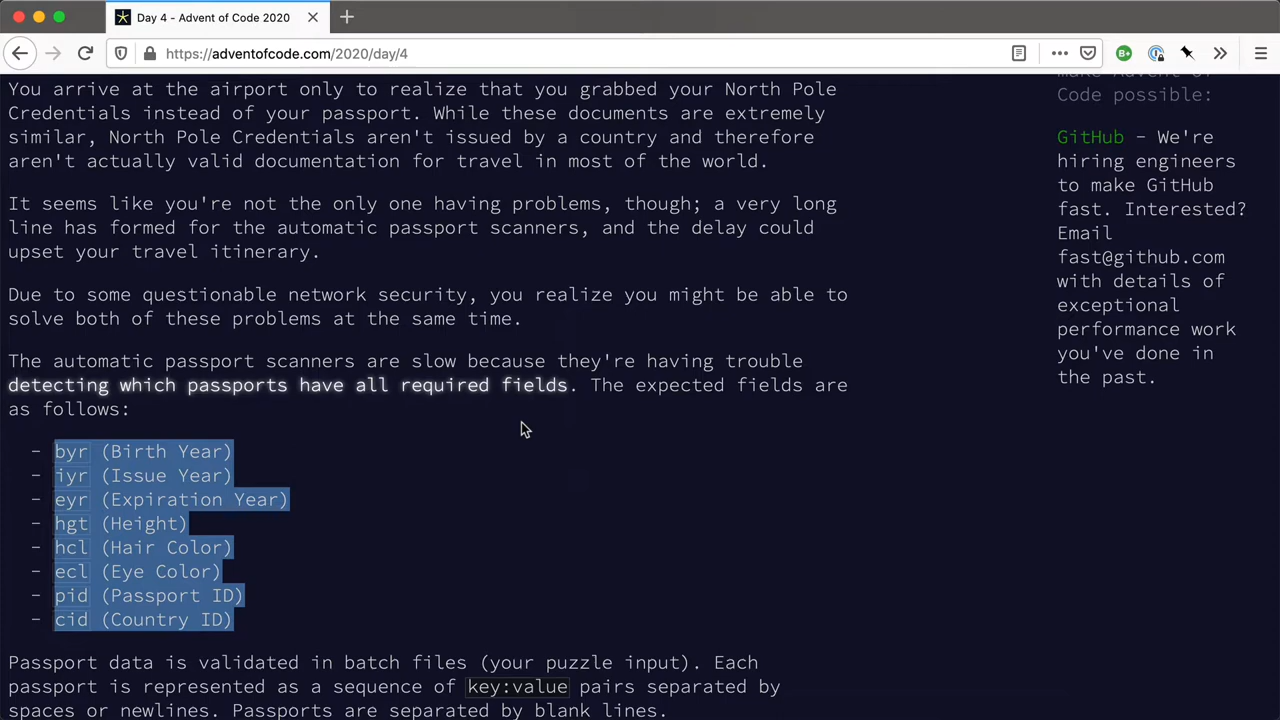 Day 4 - Advent of Code 2020
https://adventofcode.com/2020/day/4
You arrive at the airport only to realize that you grabbed your North Pole
Credentials instead of your passport. While these documents are extremely
similar, North Pole Credentials aren't issued by a country and therefore
aren't actually valid documentation for travel in most of the world.
It seems like you're not the only one having problems, though; a very long
line has formed for the automatic passport scanners, and the delay could
upset your travel itinerary.
Due to some questionable network security, you realize you might be able to
solve both of these problems at the same time.
The automatic passport scanners are slow because they're having trouble
detecting which passports have all required fields. The expected fields are
as follows:
- byr (Birth Year)
- iyr (Issue Year)
- eyr (Expiration Year)
- hgt (Height)
- hcl (Hair Color)
- ecl (Eye Color)
- pid (Passport ID)
- cid (Country ID)
Passport data is validated in batch files (your puzzle input). Each
passport is represented as a sequence of key:value pairs separated by
spaces or newlines. Passports are separated by blank lines.
make Advent of
Code possible:
GitHub - We're
hiring engineers
to make GitHub
fast. Interested?
Email
fast@github.com
with details of
exceptional
performance work
you've done in
the past.